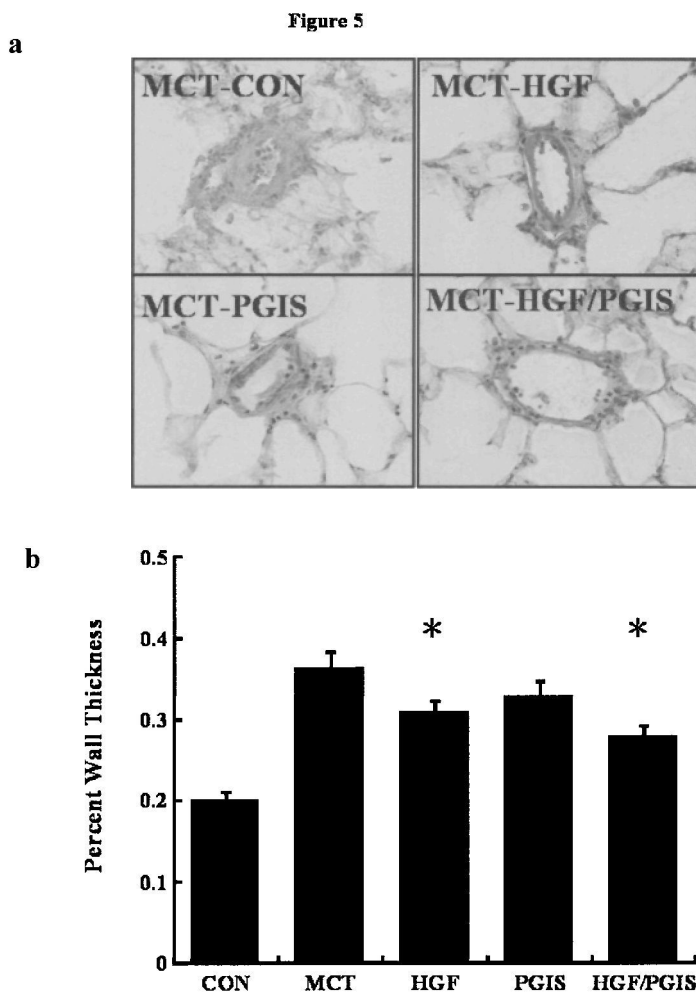 Figure 5
a
MCT-CON
MCT-HGF
MCT-PGIS
MCT-HGF/PGIS
b
Percent Wall Thickness
0.5
0.4
0.3
0.2
0.1
0
*
*
CON MCT HGF PGIS HGF/PGIS